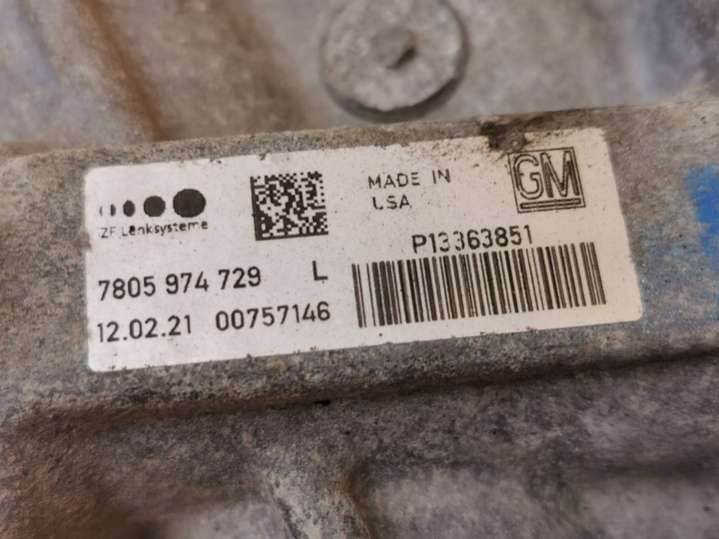 ZF Lenksysteme
MADE IN
USA
GM
P13363851
7805 974 729 L
12.02.21 00757146